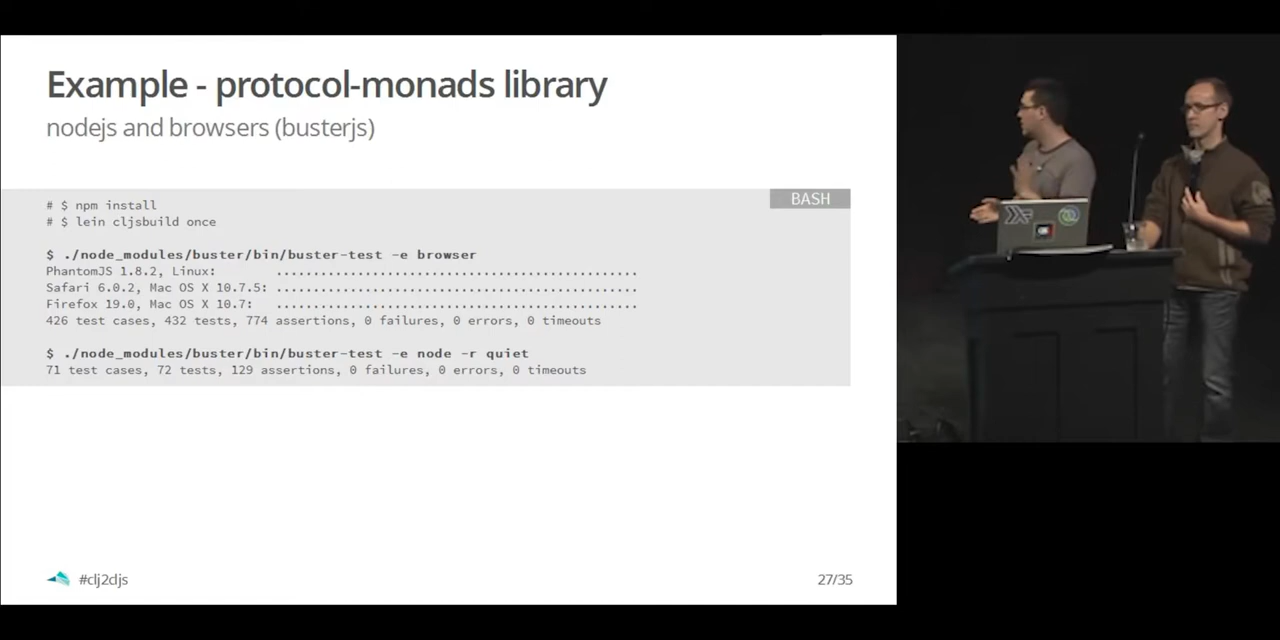 Example - protocol-monads library
nodejs and browsers (busterjs)
BASH
# $ npm install
# $ lein cljsbuild once
$ ./node_modules/buster/bin/buster-test -e browser
PhantomJS 1.8.2, Linux: .................................................
Safari 6.0.2, Mac OS X 10.7.5: .................................................
Firefox 19.0, Mac OS X 10.7: .................................................
426 test cases, 432 tests, 774 assertions, 0 failures, 0 errors, 0 timeouts
$ ./node_modules/buster/bin/buster-test -e node -r quiet
71 test cases, 72 tests, 129 assertions, 0 failures, 0 errors, 0 timeouts
#clj2djs
27/35